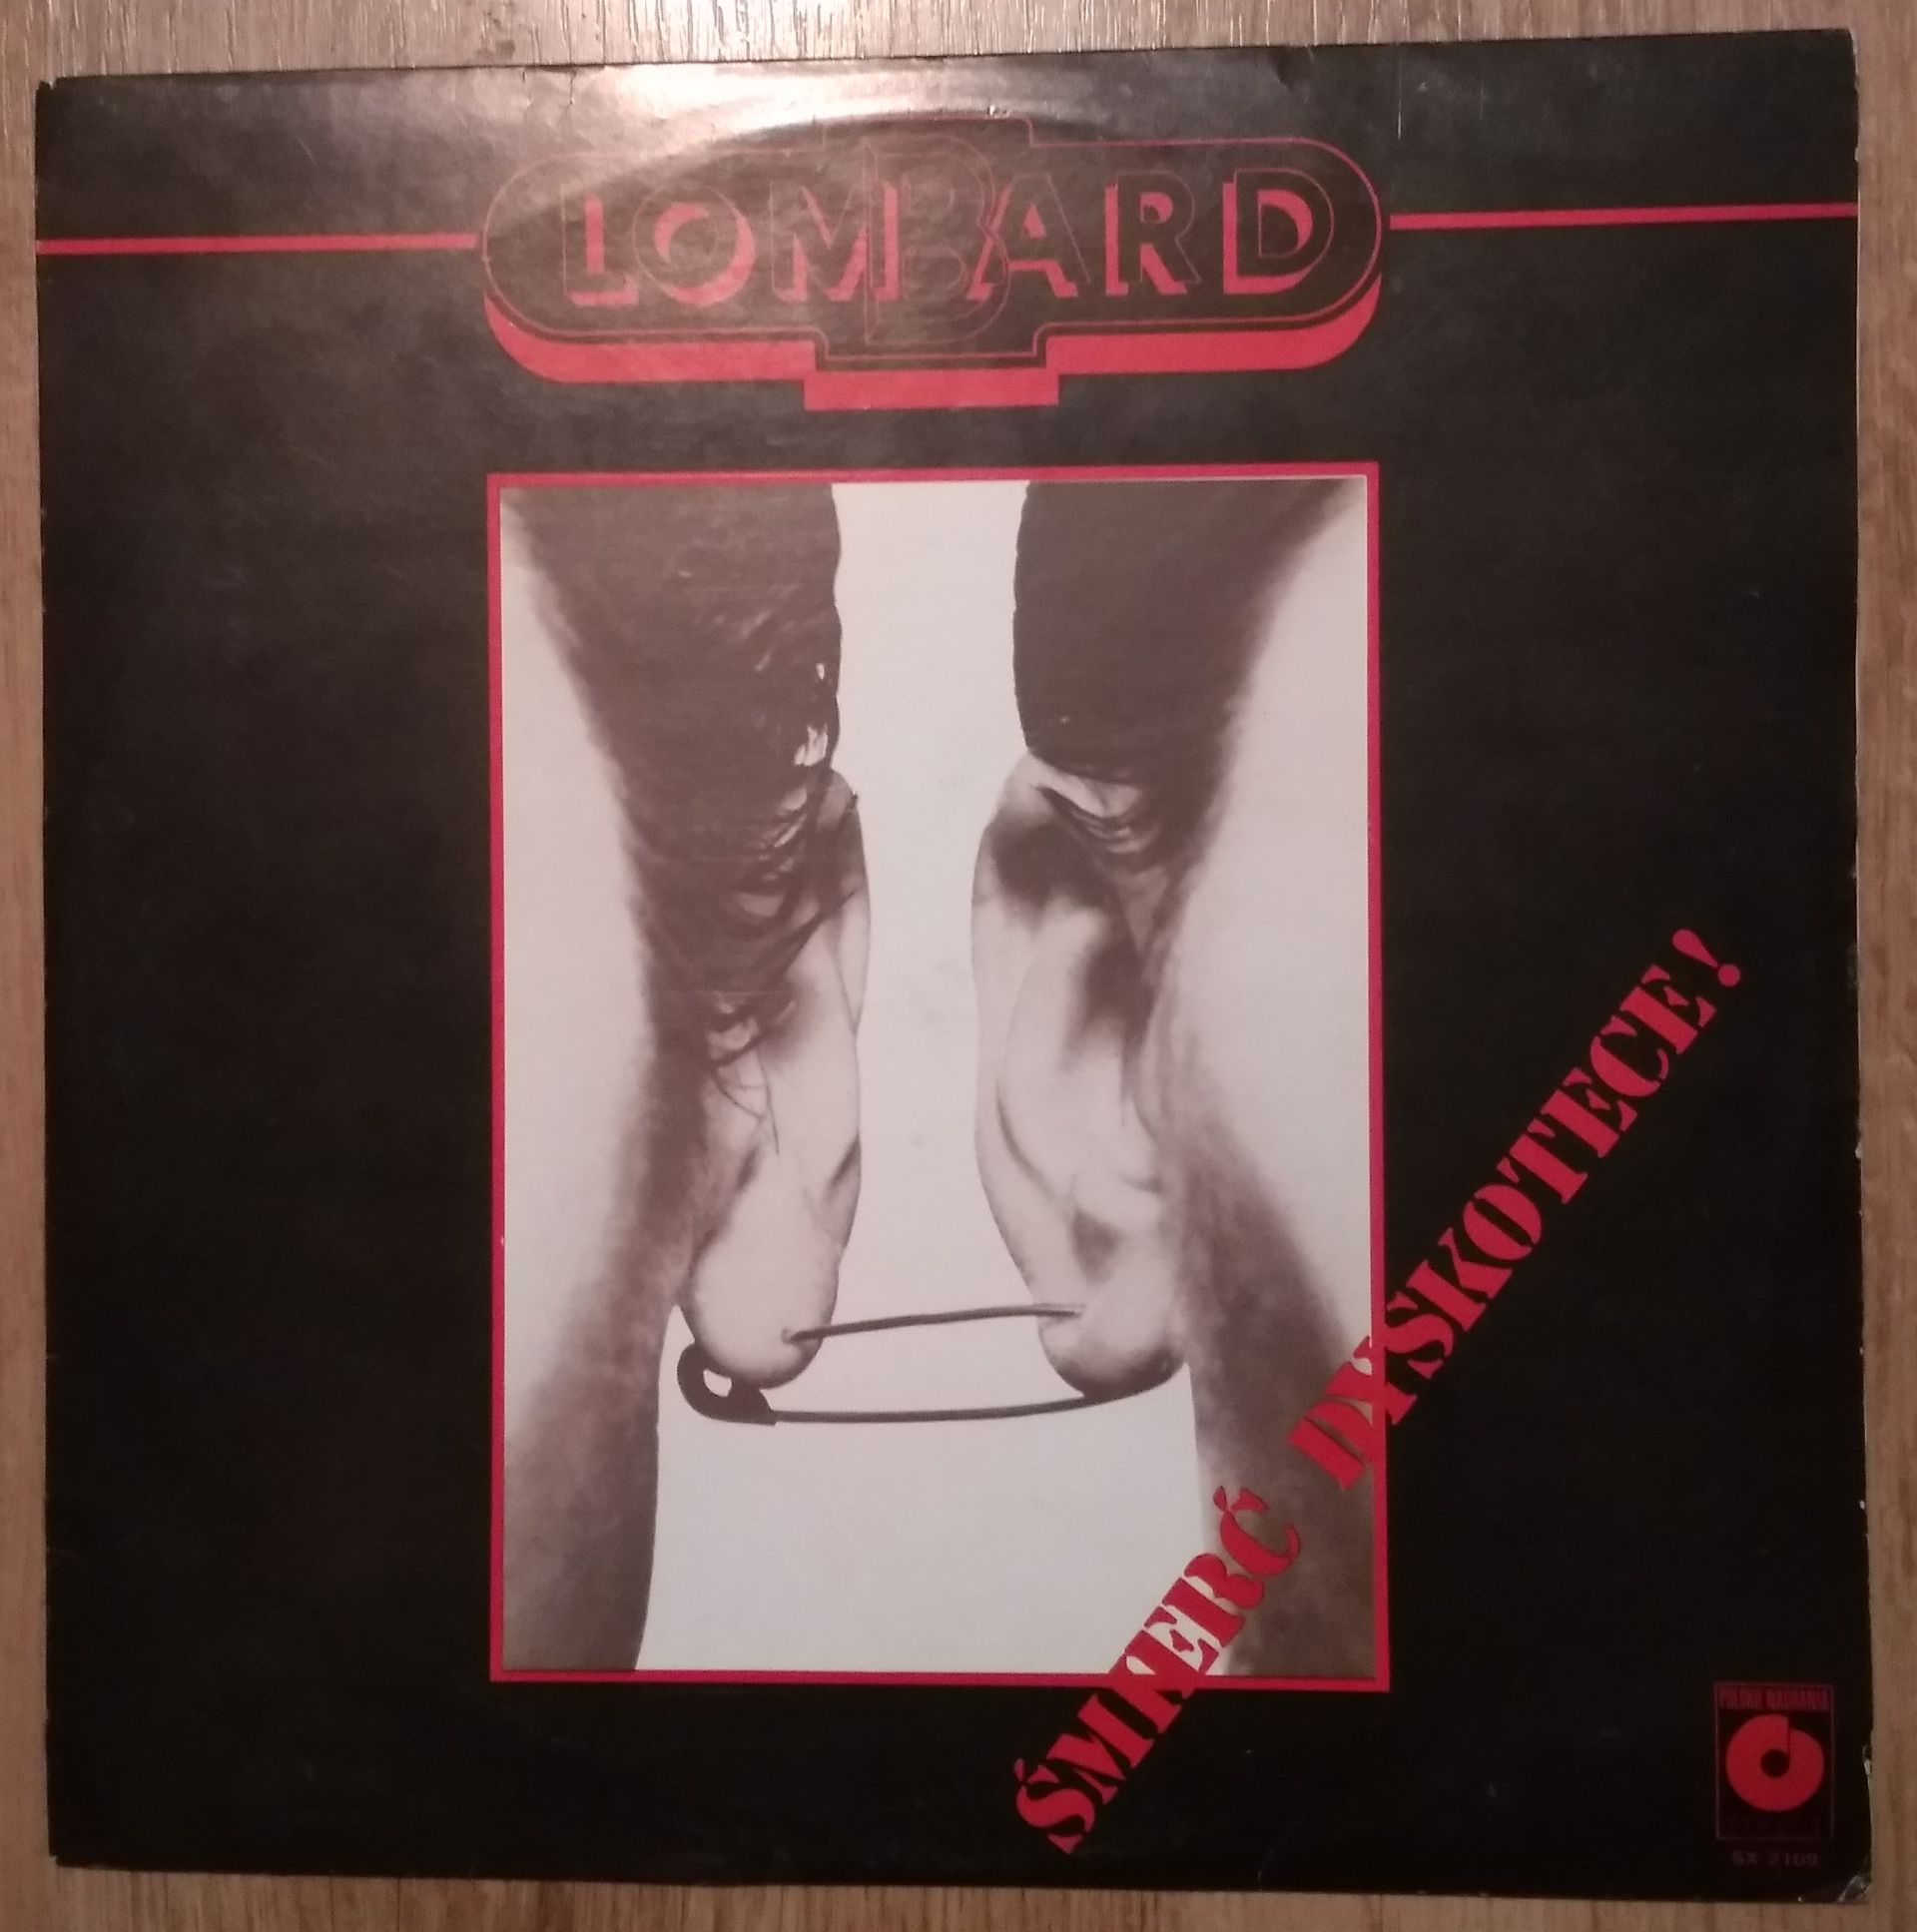 LOMBARD
ŚMIERĆ DYSKOTECE!
POLSKIE NAGRANIA
SX 2109